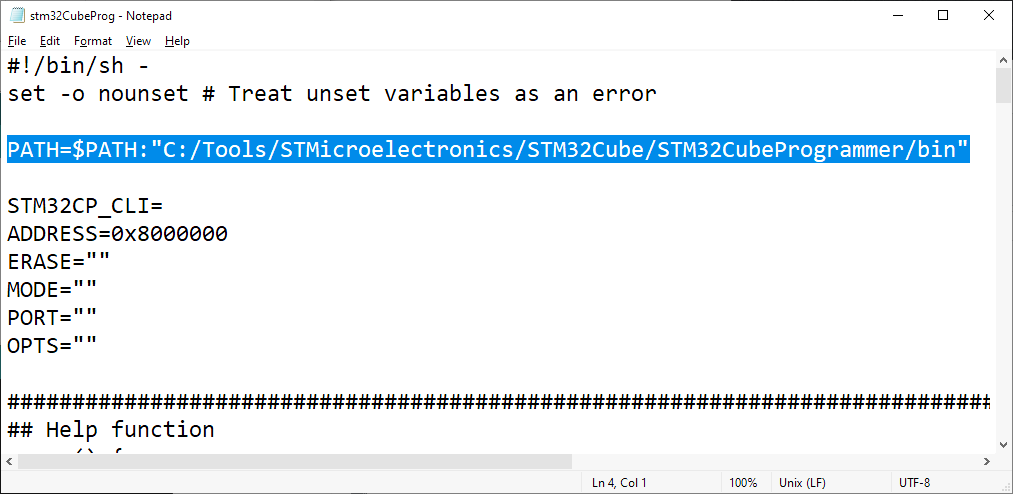 stm32CubeProg - Notepad
File Edit Format View Help
#!/bin/sh -
set -o nounset # Treat unset variables as an error
PATH=$PATH:"C:/Tools/STMicroelectronics/STM32Cube/STM32CubeProgrammer/bin"
STM32CP_CLI=
ADDRESS=0x8000000
ERASE=""
MODE=""
PORT=""
OPTS=""
###############################################################################
## Help function
Ln 4, Col 1 100% Unix (LF) UTF-8